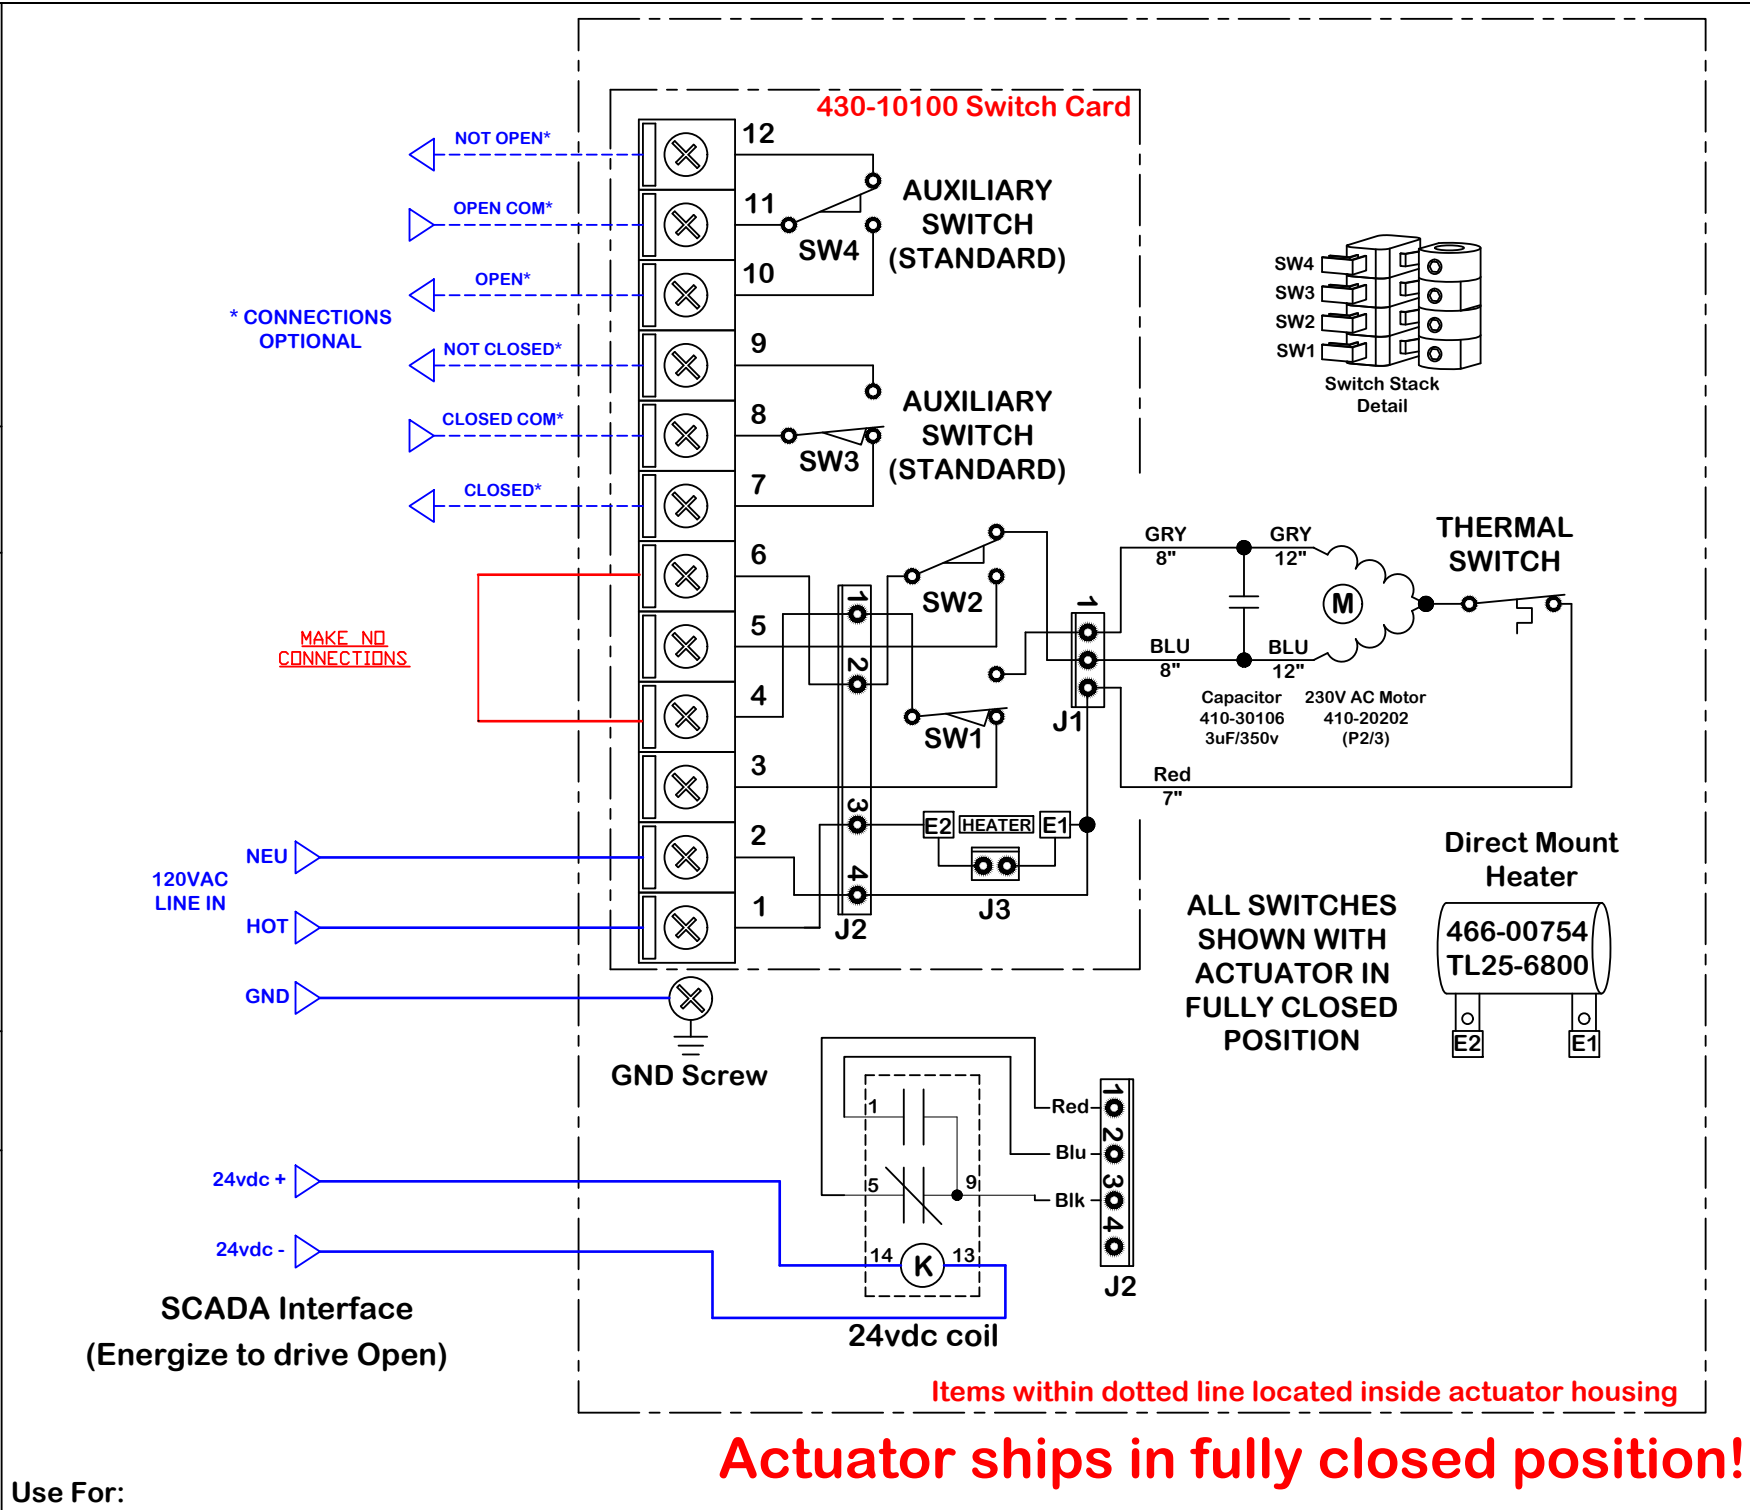 430-10100 Switch Card
NOT OPEN*
12
OPEN COM*
11
OPEN*
10
SW4
AUXILIARY
SWITCH
(STANDARD)
* CONNECTIONS
OPTIONAL
NOT CLOSED*
9
CLOSED COM*
8
CLOSED*
7
SW3
AUXILIARY
SWITCH
(STANDARD)
SW4
SW3
SW2
SW1
Switch Stack
Detail
6
5
4
3
2
1
MAKE NO
CONNECTIONS
1
2
3
4
J2
SW2
SW1
1
J1
GRY
8"
GRY
12"
BLU
8"
BLU
12"
M
THERMAL
SWITCH
Capacitor
410-30106
3uF/350v
230V AC Motor
410-20202
(P2/3)
Red
7"
E2
HEATER
E1
J3
NEU
120VAC
LINE IN
HOT
GND
GND Screw
ALL SWITCHES
SHOWN WITH
ACTUATOR IN
FULLY CLOSED
POSITION
Direct Mount
Heater
466-00754
TL25-6800
E2
E1
1
5
9
14
K
13
24vdc coil
Red
Blu
Blk
1
2
3
4
J2
24vdc +
24vdc -
SCADA Interface
(Energize to drive Open)
Items within dotted line located inside actuator housing
Actuator ships in fully closed position!
Use For: